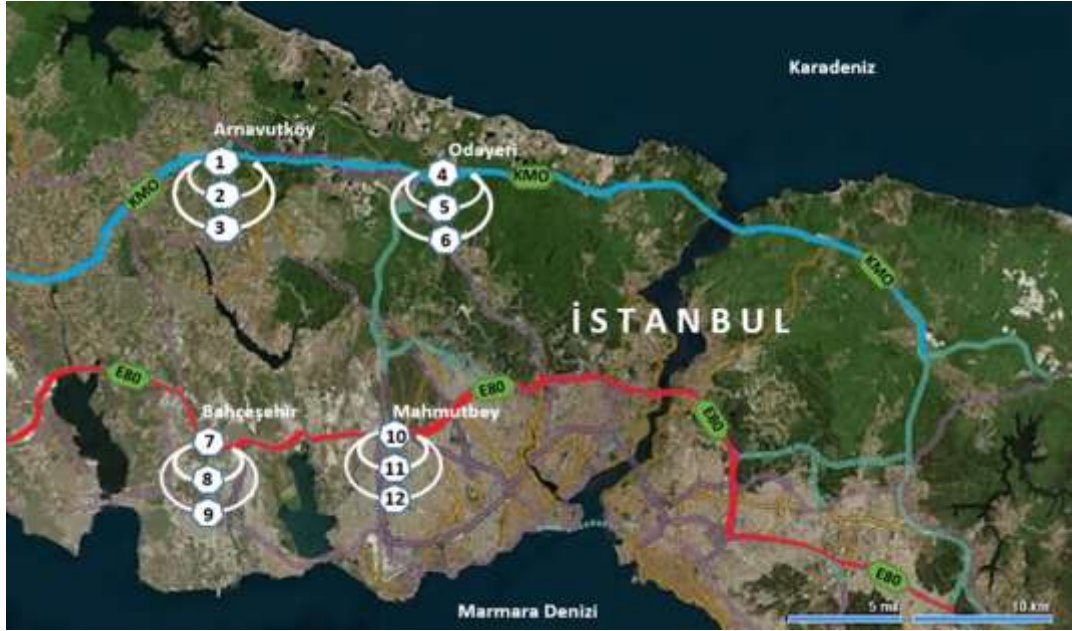 Karadeniz
Arnavutköy
Odayeri
1
4
KMO
KMO
2
5
3
6
KMO
İSTANBUL
E80
E80
Bahçeşehir
Mahmutbey
E80
7
10
8
11
9
12
E80
Marmara Denizi
5 mi
10 km